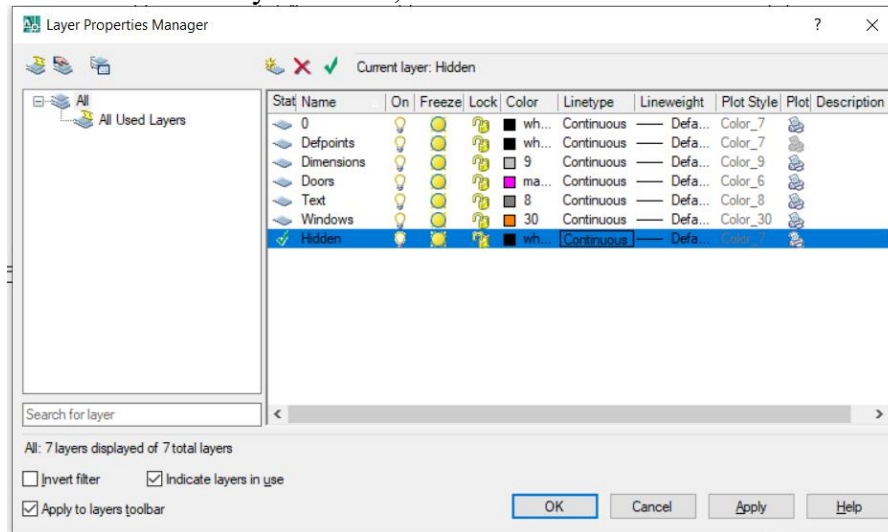 Layer Properties Manager
?
Current layer: Hidden
All
All Used Layers
Stat Name On Freeze Lock Color Linetype Lineweight Plot Style Plot Description
0 wh... Continuous Defa... Color_7
Defpoints wh... Continuous Defa... Color_7
Dimensions 9 Continuous Defa... Color_9
Doors ma... Continuous Defa... Color_6
Text 8 Continuous Defa... Color_8
Windows 30 Continuous Defa... Color_30
Hidden wh... Continuous Defa... Color_7
Search for layer
All: 7 layers displayed of 7 total layers
Invert filter Indicate layers in use
Apply to layers toolbar
OK Cancel Apply Help